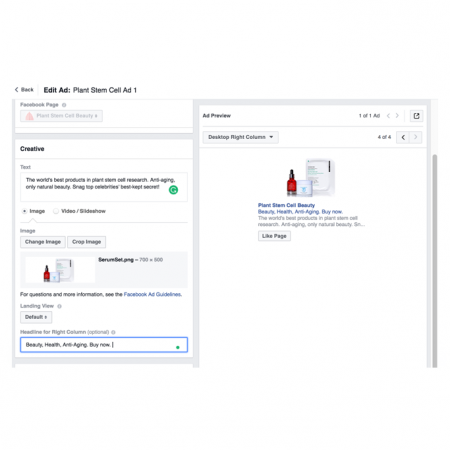 Back Edit Ad: Plant Stem Cell Ad 1
Facebook Page
Plant Stem Cell Beauty
Creative
Text
The world's best products in plant stem cell research. Anti-aging,
only natural beauty. Snag top celebrities' best-kept secret!
Image Video / Slideshow
Image
Change Image Crop Image
SerumSet.png –
For questions and more information, see the Facebook Ad Guidelines.
Landing View
Default
Headline for Right Column (optional)
Beauty, Health, Anti-Aging. Buy now.
Ad Preview 1 of 1 Ad
Desktop Right Column 4 of 4
Plant Stem Cell Beauty
Beauty, Health, Anti-Aging. Buy now.
The world's best products in plant stem cell
research. Anti-aging, only natural beauty. Sn...
Like Page